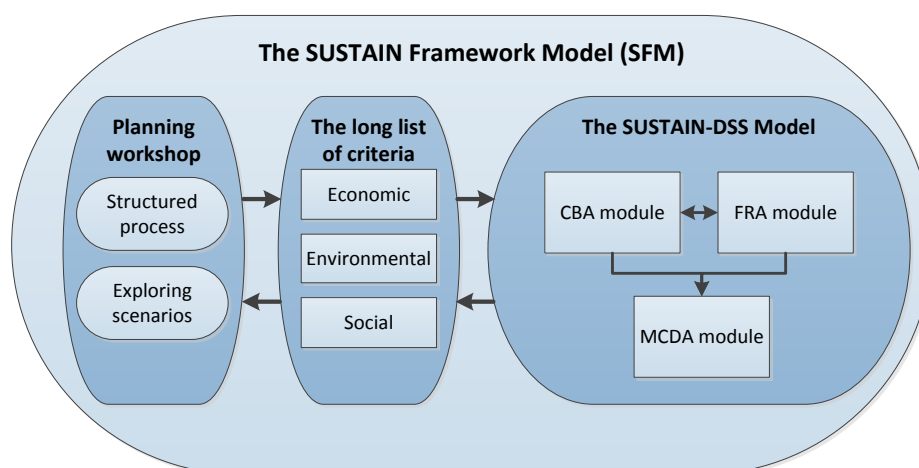 The SUSTAIN Framework Model (SFM)
Planning
workshop
Structured
process
Exploring
scenarios
The long list
of criteria
Economic
Environmental
Social
The SUSTAIN-DSS Model
CBA module
FRA module
MCDA module